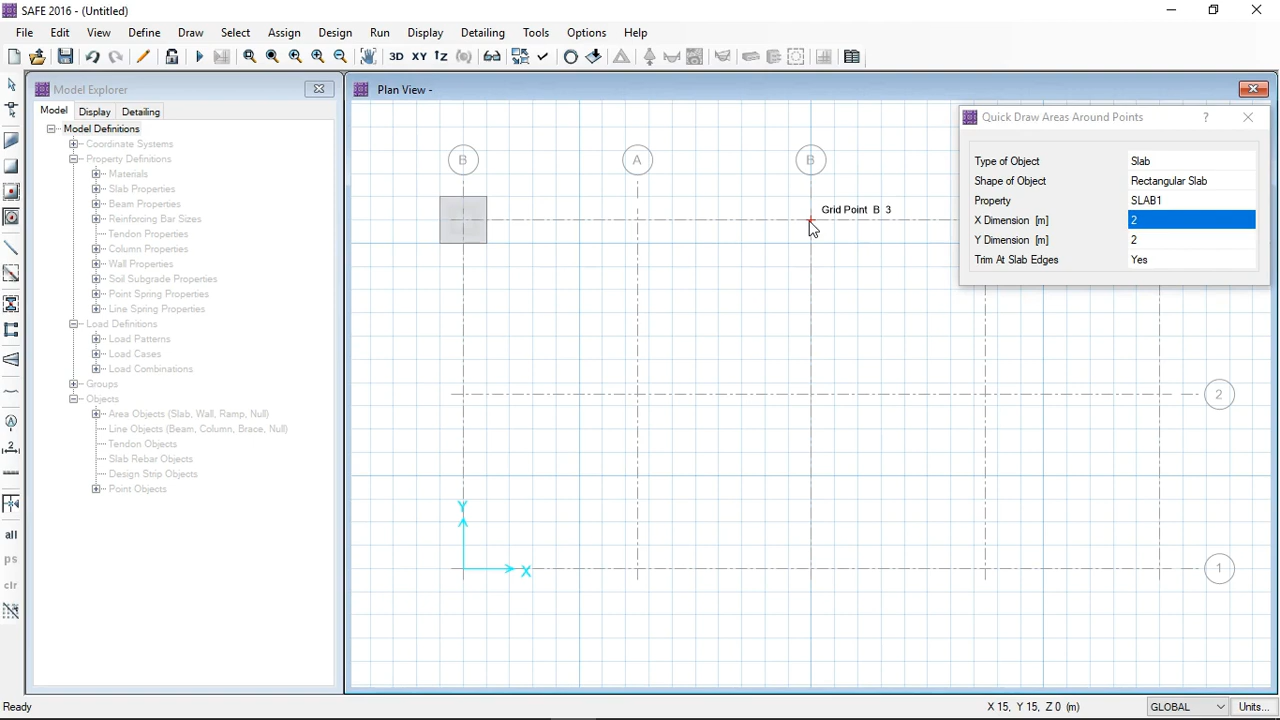 SAFE 2016 - (Untitled)
File Edit View Define Draw Select Assign Design Run Display Detailing Tools Options Help
3D XY
Model Explorer
Model Display Detailing
Model Definitions
Coordinate Systems
Property Definitions
Materials
Slab Properties
Beam Properties
Reinforcing Bar Sizes
Tendon Properties
Column Properties
Wall Properties
Soil Subgrade Properties
Point Spring Properties
Line Spring Properties
Load Definitions
Load Patterns
Load Cases
Load Combinations
Groups
Objects
Area Objects (Slab, Wall, Ramp, Null)
Line Objects (Beam, Column, Brace, Null)
Tendon Objects
Slab Rebar Objects
Design Strip Objects
Point Objects
all
ps
clr
Plan View -
B A B
Grid Point B 3
2
1
Y
X
Quick Draw Areas Around Points ?
Type of Object Slab
Shape of Object Rectangular Slab
Property SLAB1
X Dimension [m] 2
Y Dimension [m] 2
Trim At Slab Edges Yes
Ready X 15, Y 15, Z 0 (m) GLOBAL Units...